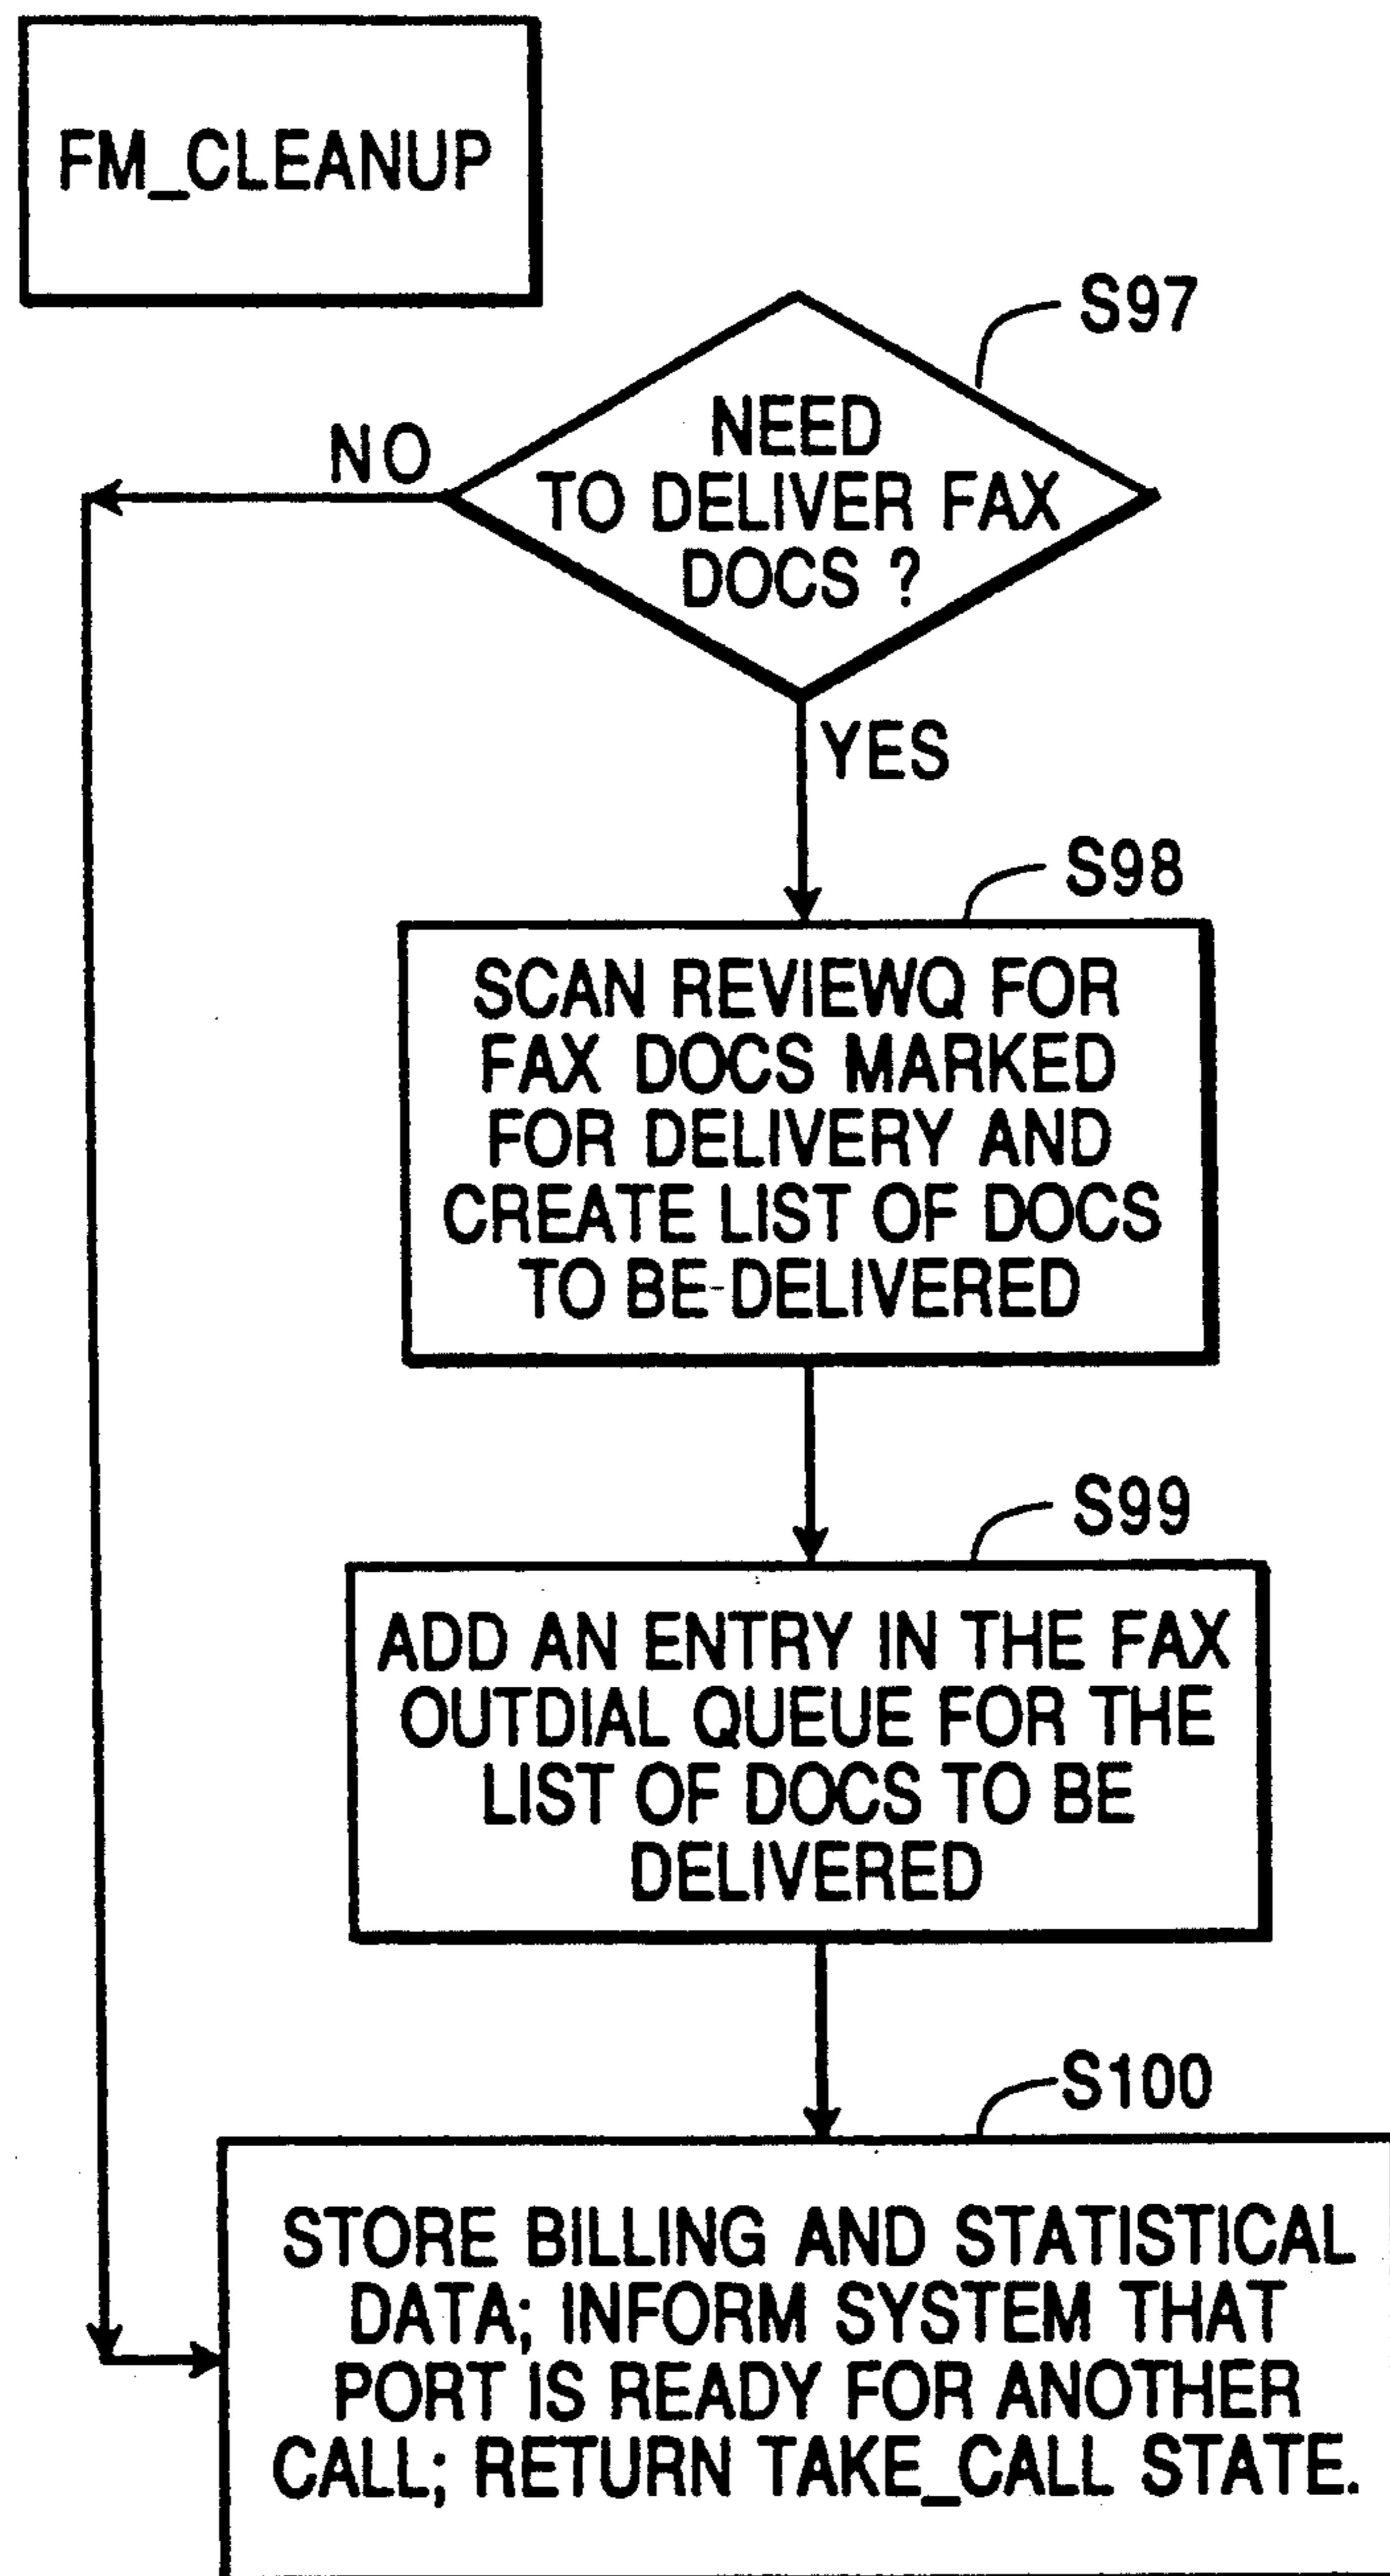 FM_CLEANUP
S97
NEED
TO DELIVER FAX
DOCS ?
NO
YES
S98
SCAN REVIEWQ FOR
FAX DOCS MARKED
FOR DELIVERY AND
CREATE LIST OF DOCS
TO BE DELIVERED
S99
ADD AN ENTRY IN THE FAX
OUTDIAL QUEUE FOR THE
LIST OF DOCS TO BE
DELIVERED
S100
STORE BILLING AND STATISTICAL
DATA; INFORM SYSTEM THAT
PORT IS READY FOR ANOTHER
CALL; RETURN TAKE_CALL STATE.